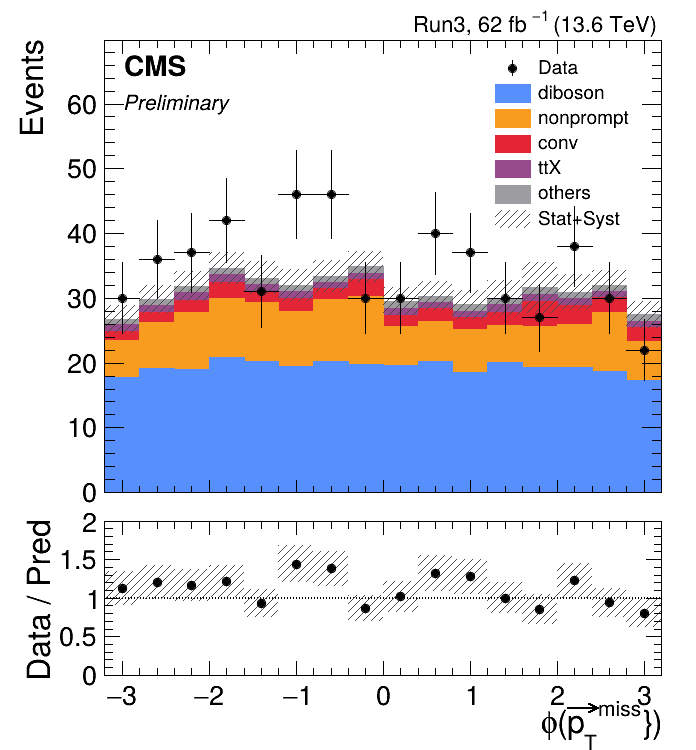 Run3, 62 fb⁻¹ (13.6 TeV)
Events
CMS
Preliminary
Data
diboson
nonprompt
conv
ttX
others
Stat+Syst
60
50
40
30
20
10
0
Data / Pred
2
1.5
1
0.5
0
−3 −2 −1 0 1 2 3
ϕ(p⃗_T^miss})